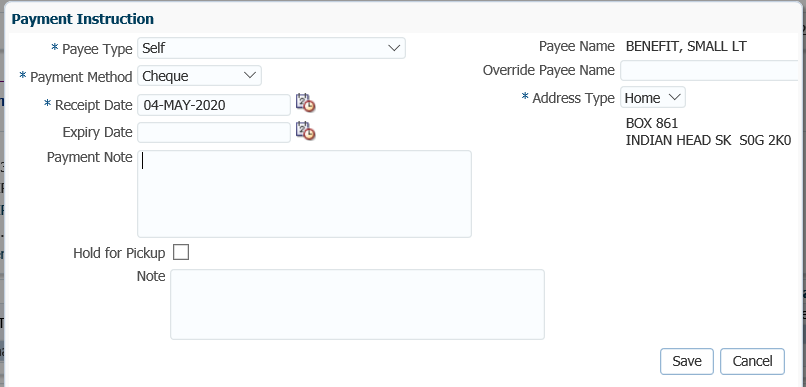 Payment Instruction
* Payee Type Self
Payee Name BENEFIT, SMALL LT
* Payment Method Cheque
Override Payee Name
* Receipt Date 04-MAY-2020
* Address Type Home
Expiry Date
BOX 861
INDIAN HEAD SK S0G 2K0
Payment Note
Hold for Pickup
Note
Save Cancel